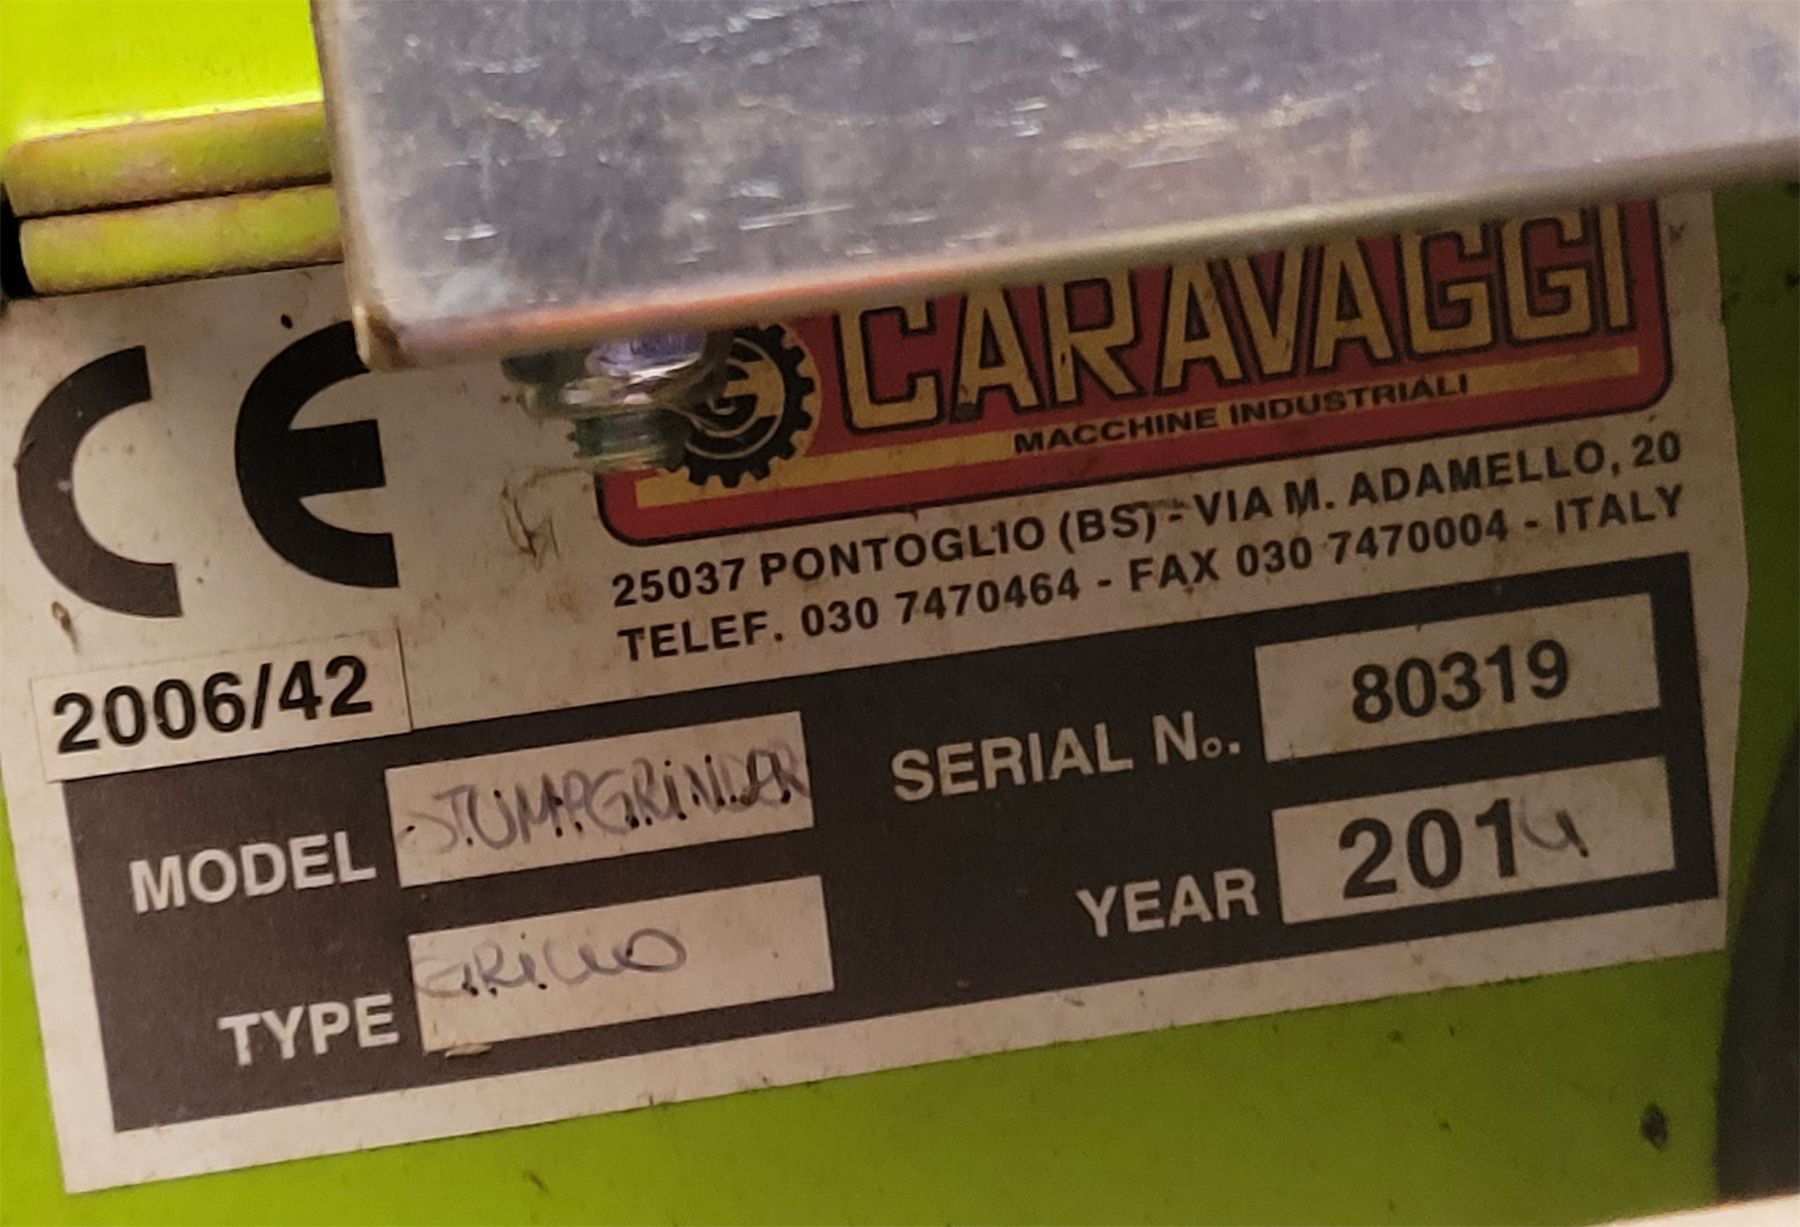 CE
CARAVAGGI
MACCHINE INDUSTRIALI
25037 PONTOGLIO (BS) - VIA M. ADAMELLO, 20
TELEF. 030 7470464 - FAX 030 7470004 - ITALY
2006/42
MODEL STUMPGRINDER
SERIAL No. 80319
TYPE GRILLO
YEAR 2014